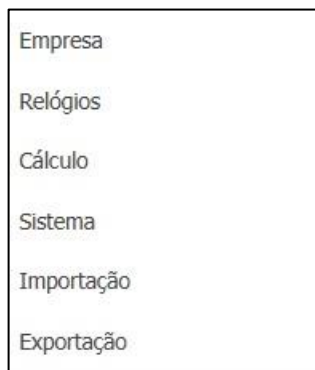 Empresa
Relógios
Cálculo
Sistema
Importação
Exportação